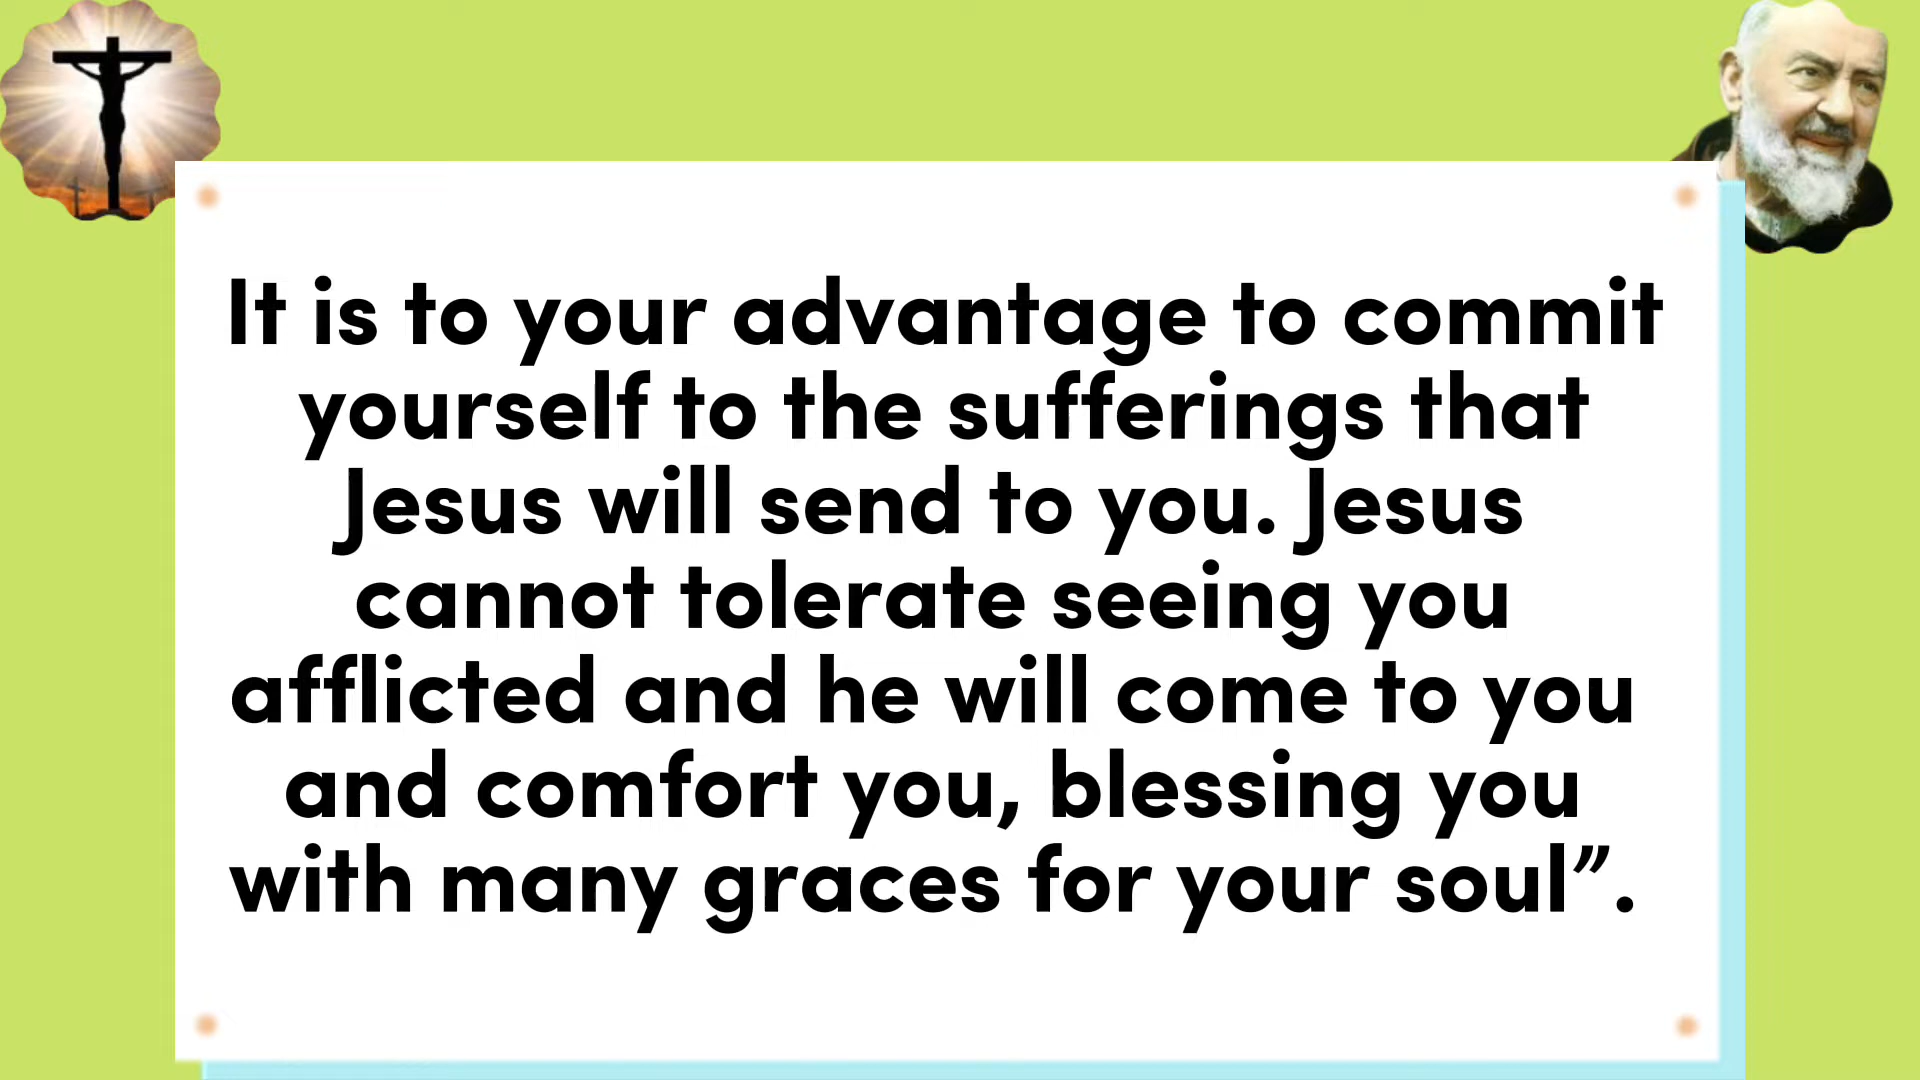 It is to your advantage to commit
yourself to the sufferings that
Jesus will send to you. Jesus
cannot tolerate seeing you
afflicted and he will come to you
and comfort you, blessing you
with many graces for your soul”.